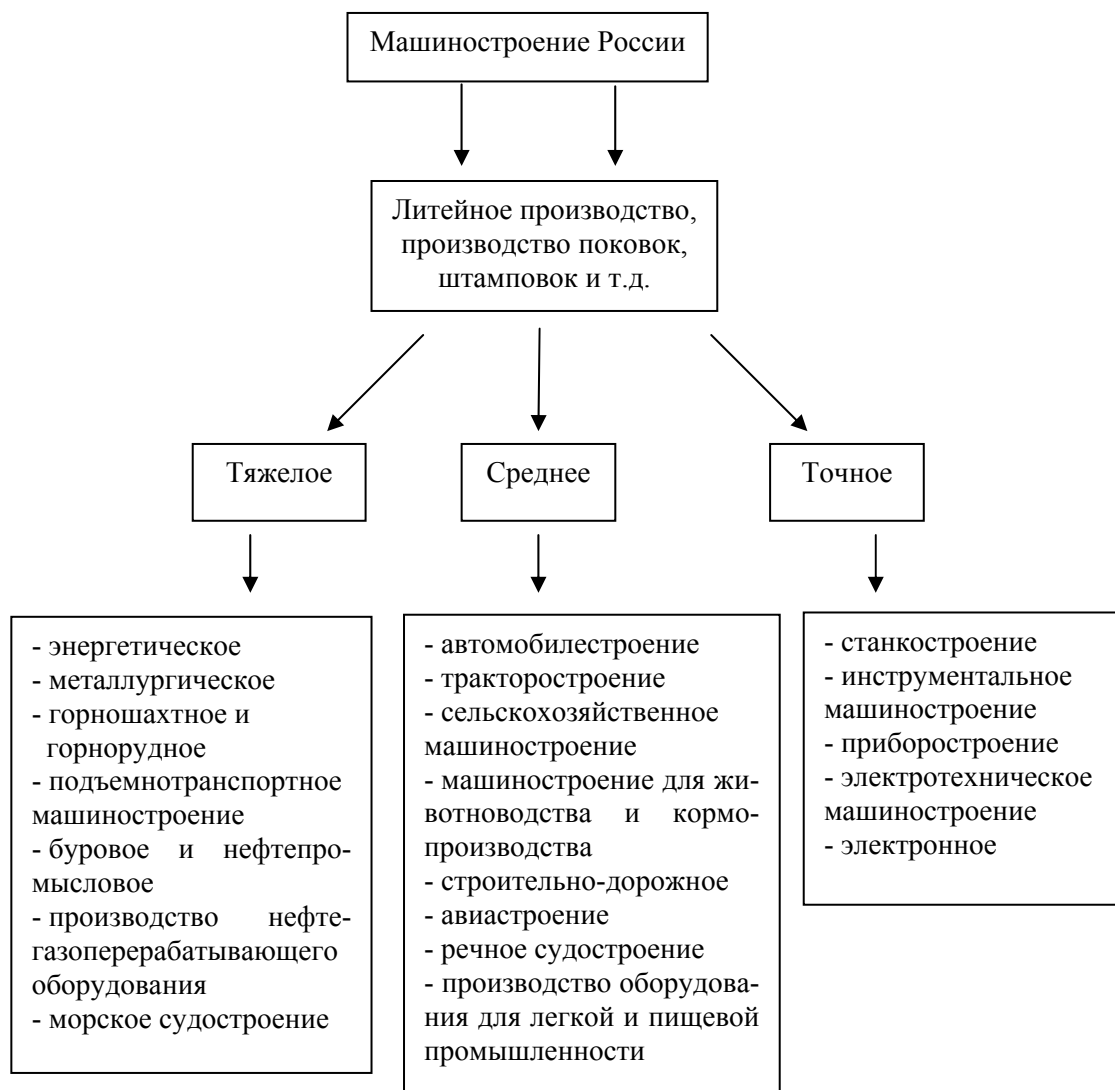 Машиностроение России
Литейное производство,
производство поковок,
штамповок и т.д.
Тяжелое
Среднее
Точное
- энергетическое
- металлургическое
- горношахтное и
горнорудное
- подъемнотранспортное
машиностроение
- буровое и нефтепро-
мысловое
- производство нефте-
газоперерабатывающего
оборудования
- морское судостроение
- автомобилестроение
- тракторостроение
- сельскохозяйственное
машиностроение
- машиностроение для жи-
вотноводства и кормо-
производства
- строительно-дорожное
- авиастроение
- речное судостроение
- производство оборудова-
ния для легкой и пищевой
промышленности
- станкостроение
- инструментальное
машиностроение
- приборостроение
- электротехническое
машиностроение
- электронное